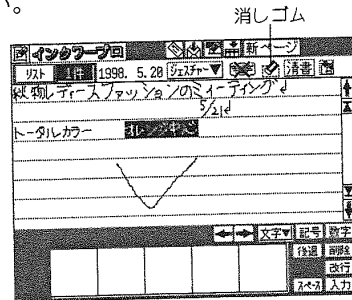 い。
消しゴム
インクワープロ 新ページ
リスト 1件 1998. 5.20 ジェスチャー▼ 清書
秋物レディースファッションのミーティング
5/21
トータルカラー オレンジ
文字▼ 記号 数字
後退 削除
改行
スペース 入力